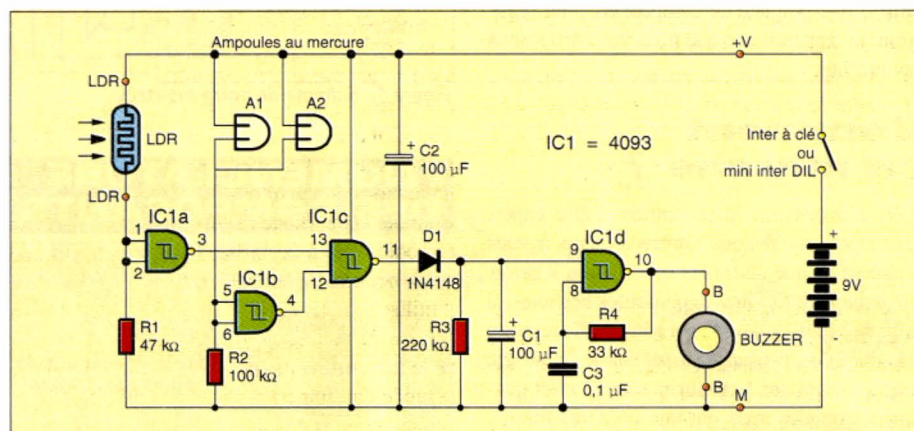 Ampoules au mercure
+V
LDR
A1
A2
LDR
IC1 = 4093
Inter à clé
ou
mini inter DIL
+
C2
100 µF
LDR
IC1a
IC1c
1
2
3
13
12
11
D1
1N4148
IC1d
9
8
10
IC1b
5
6
4
+
9V
-
B
R1
47 kΩ
R2
100 kΩ
R3
220 kΩ
+
C1
100 µF
R4
33 kΩ
C3
0,1 µF
BUZZER
B
M